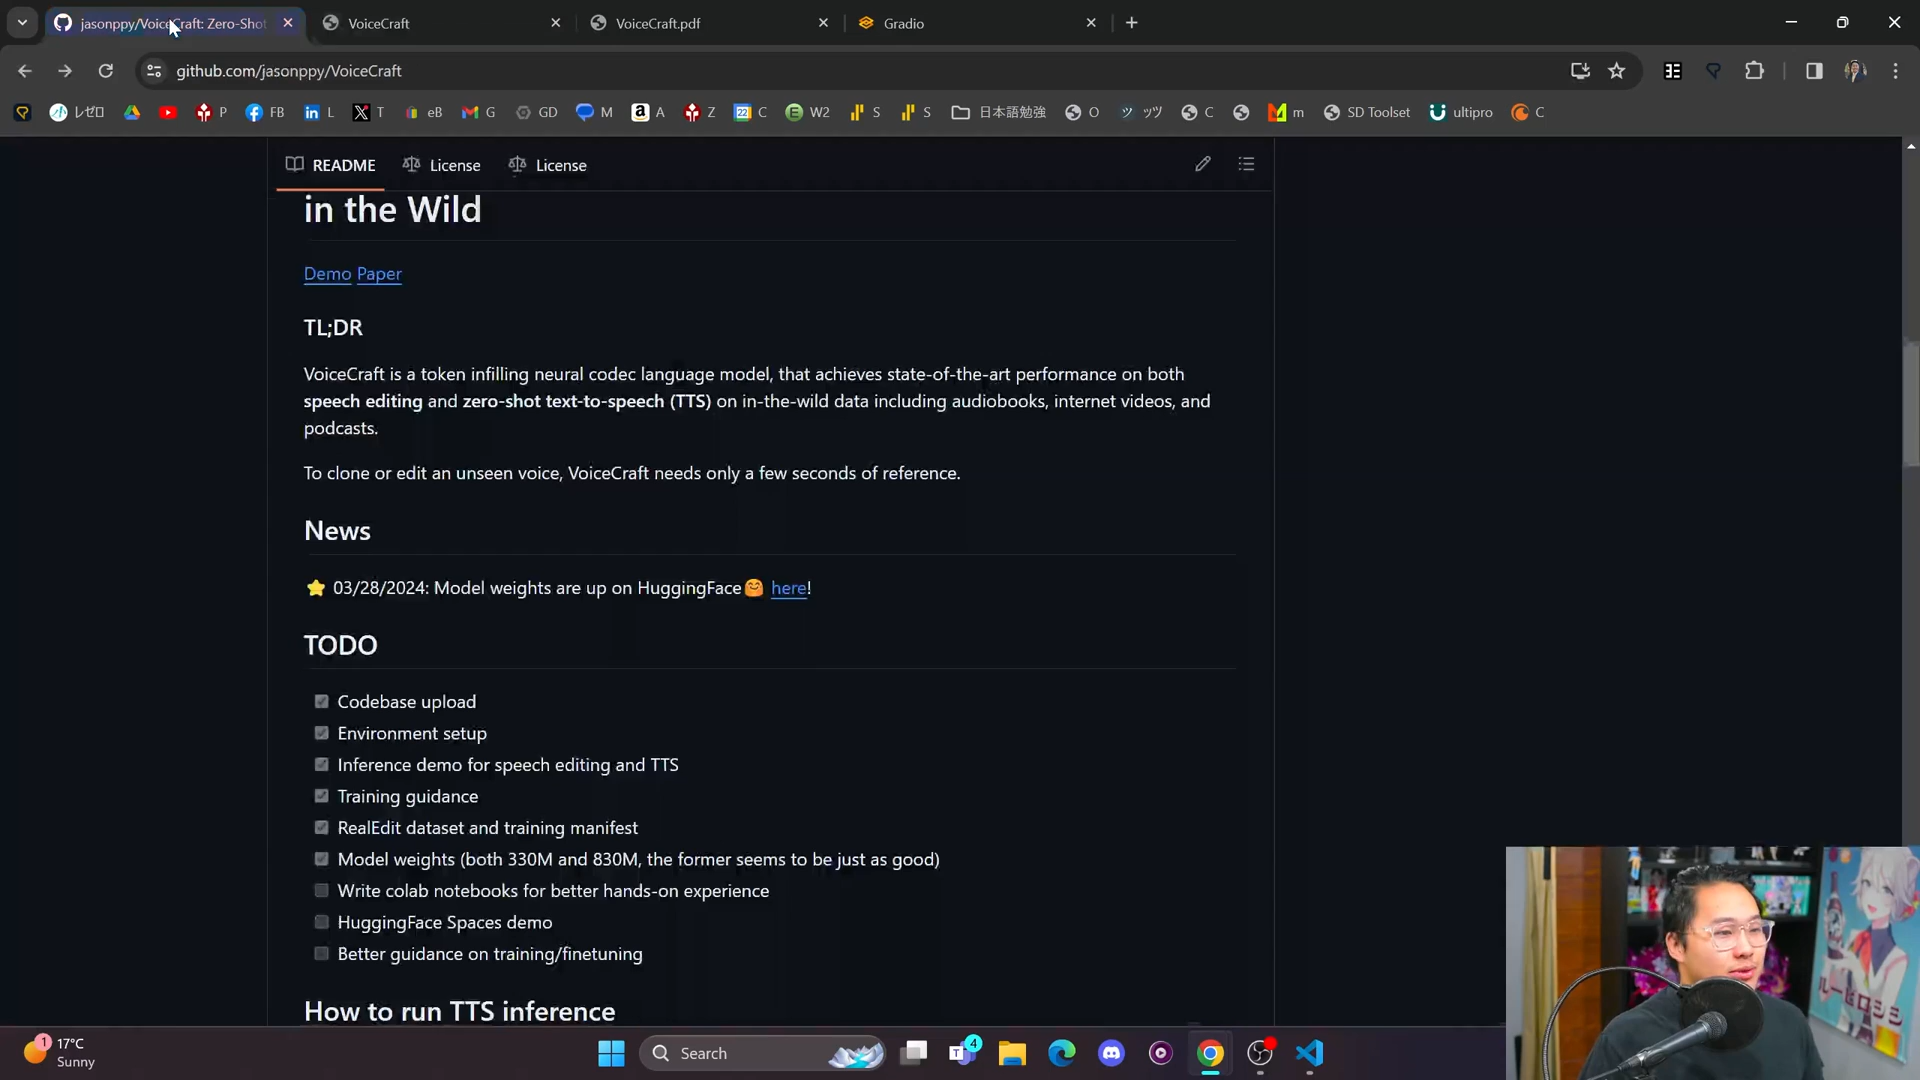 jasonppy/VoiceCraft: Zero-Shot
VoiceCraft
VoiceCraft.pdf
Gradio
github.com/jasonppy/VoiceCraft
レゼロ
P
FB
L
T
eB
G
GD
M
A
Z
22
C
E
W2
S
S
日本語勉強
O
ツ
ッツ
C
m
SD Toolset
ultipro
C
README
License
License
in the Wild
Demo Paper
TL;DR
VoiceCraft is a token infilling neural codec language model, that achieves state-of-the-art performance on both
speech editing and zero-shot text-to-speech (TTS) on in-the-wild data including audiobooks, internet videos, and
podcasts.
To clone or edit an unseen voice, VoiceCraft needs only a few seconds of reference.
News
03/28/2024: Model weights are up on HuggingFace🤗 here!
TODO
Codebase upload
Environment setup
Inference demo for speech editing and TTS
Training guidance
RealEdit dataset and training manifest
Model weights (both 330M and 830M, the former seems to be just as good)
Write colab notebooks for better hands-on experience
HuggingFace Spaces demo
Better guidance on training/finetuning
How to run TTS inference
1
17°C
Sunny
Search
4